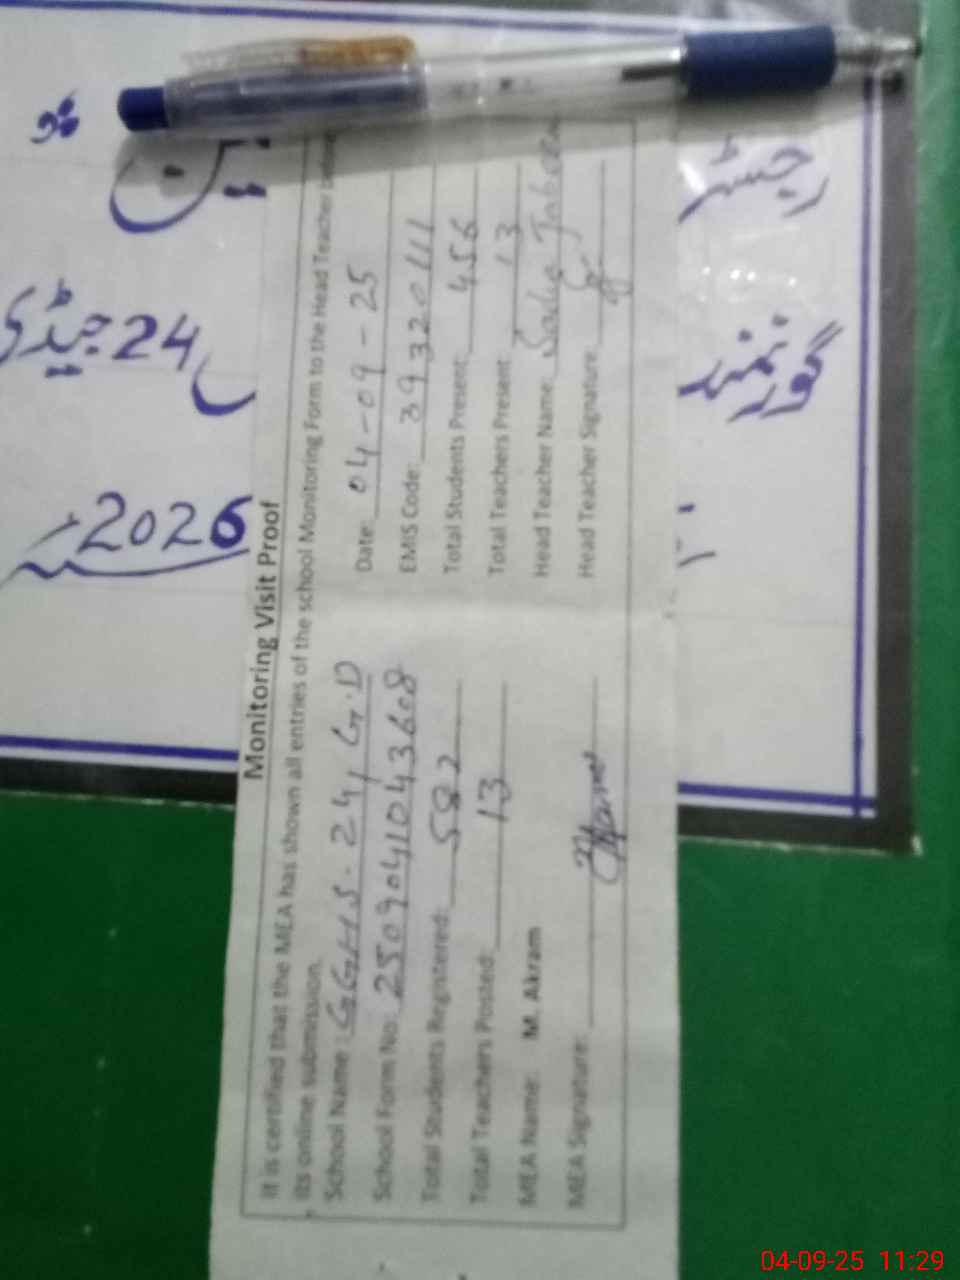 Monitoring Visit Proof
It is certified that the MEA has shown all entries of the school Monitoring Form to the Head Teacher before
its online submission.
School Name: GGHS. 24 G.D
Date: 04-09-25
School Form No: 2509041043608
EMIS Code: 39320111
Total Students Registered: 582
Total Students Present: 456
Total Teachers Posted: 13
Total Teachers Present: 13
MEA Name: M. Akram
Head Teacher Name:
MEA Signature:
Head Teacher Signature:
24
2026
04-09-25 11:29